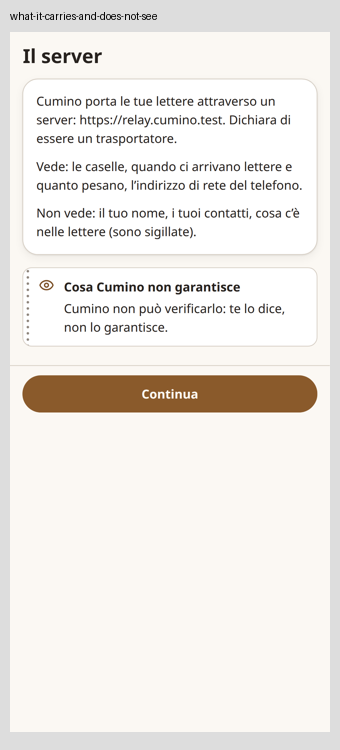 what-it-carries-and-does-not-see
Il server
Cumino porta le tue lettere attraverso un
server: https://relay.cumino.test. Dichiara di
essere un trasportatore.
Vede: le caselle, quando ci arrivano lettere e
quanto pesano, l’indirizzo di rete del telefono.
Non vede: il tuo nome, i tuoi contatti, cosa c’è
nelle lettere (sono sigillate).
Cosa Cumino non garantisce
Cumino non può verificarlo: te lo dice,
non lo garantisce.
Continua